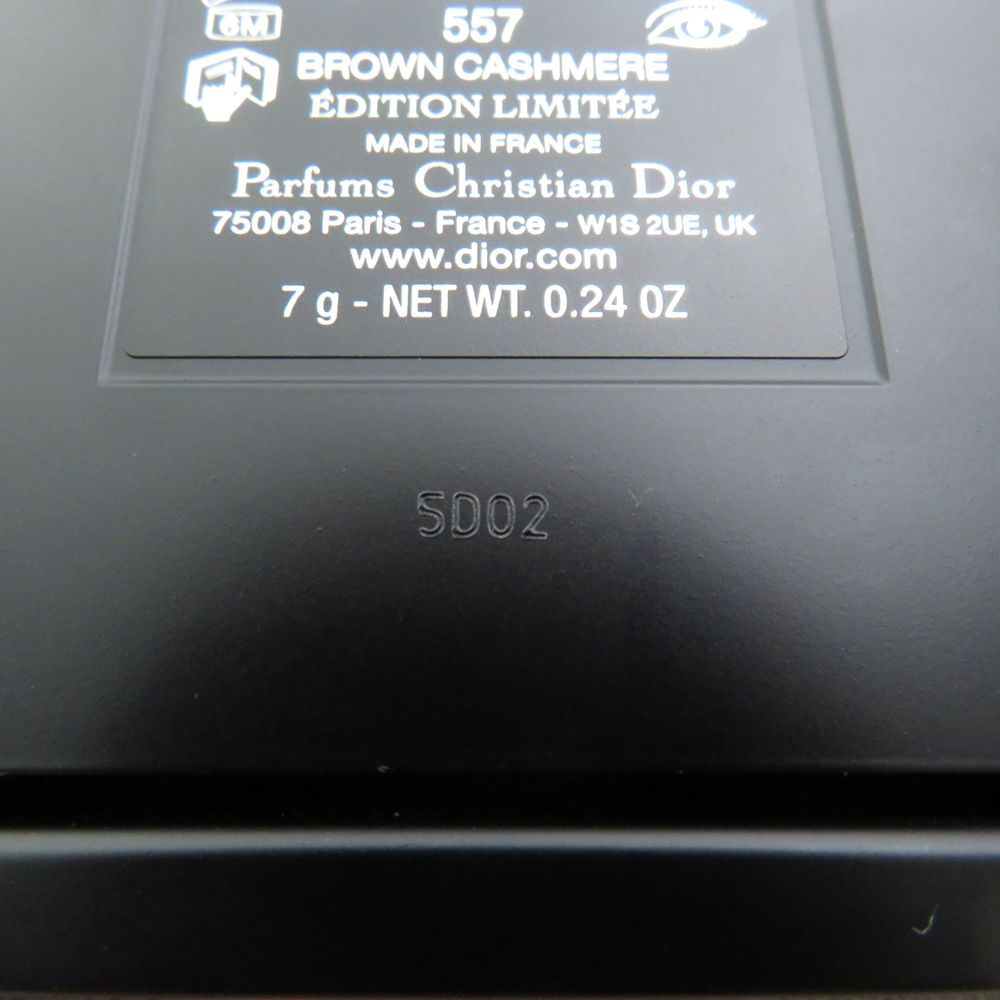 557
6M
BROWN CASHMERE
ÉDITION LIMITÉE
MADE IN FRANCE
Parfums Christian Dior
75008 Paris - France - W1S 2UE, UK
www.dior.com
7 g - NET WT. 0.24 OZ
5D02